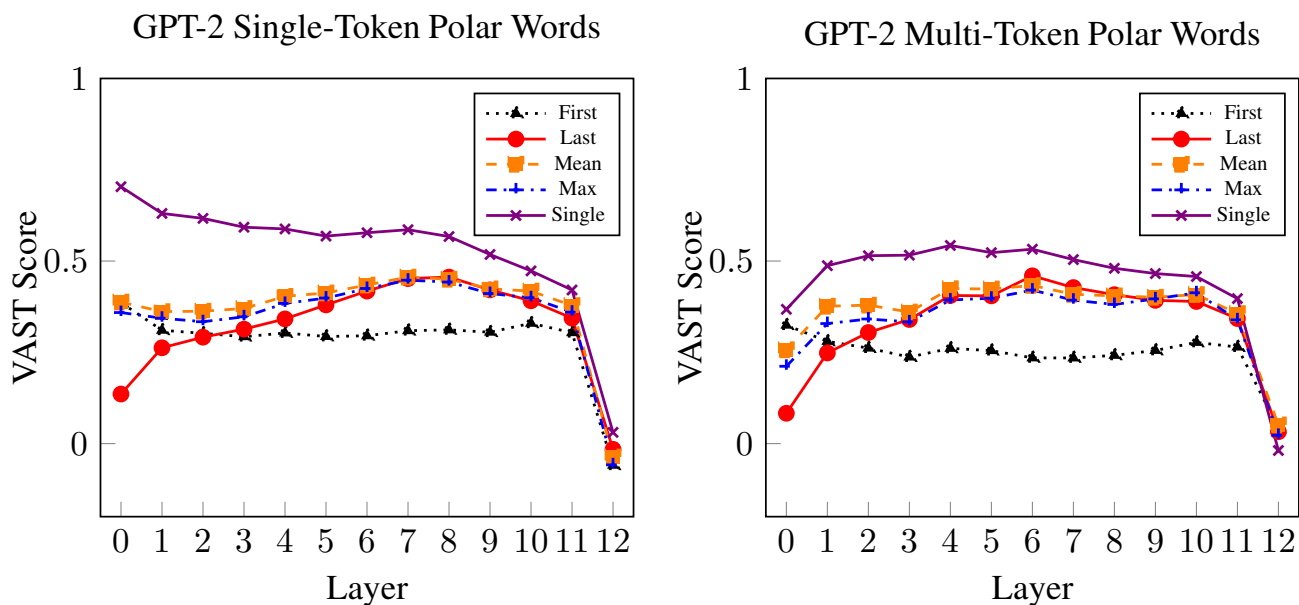 GPT-2 Single-Token Polar Words
1
0.5
0
VAST Score
First
Last
Mean
Max
Single
0 1 2 3 4 5 6 7 8 9 10 11 12
Layer
GPT-2 Multi-Token Polar Words
1
0.5
0
VAST Score
First
Last
Mean
Max
Single
0 1 2 3 4 5 6 7 8 9 10 11 12
Layer